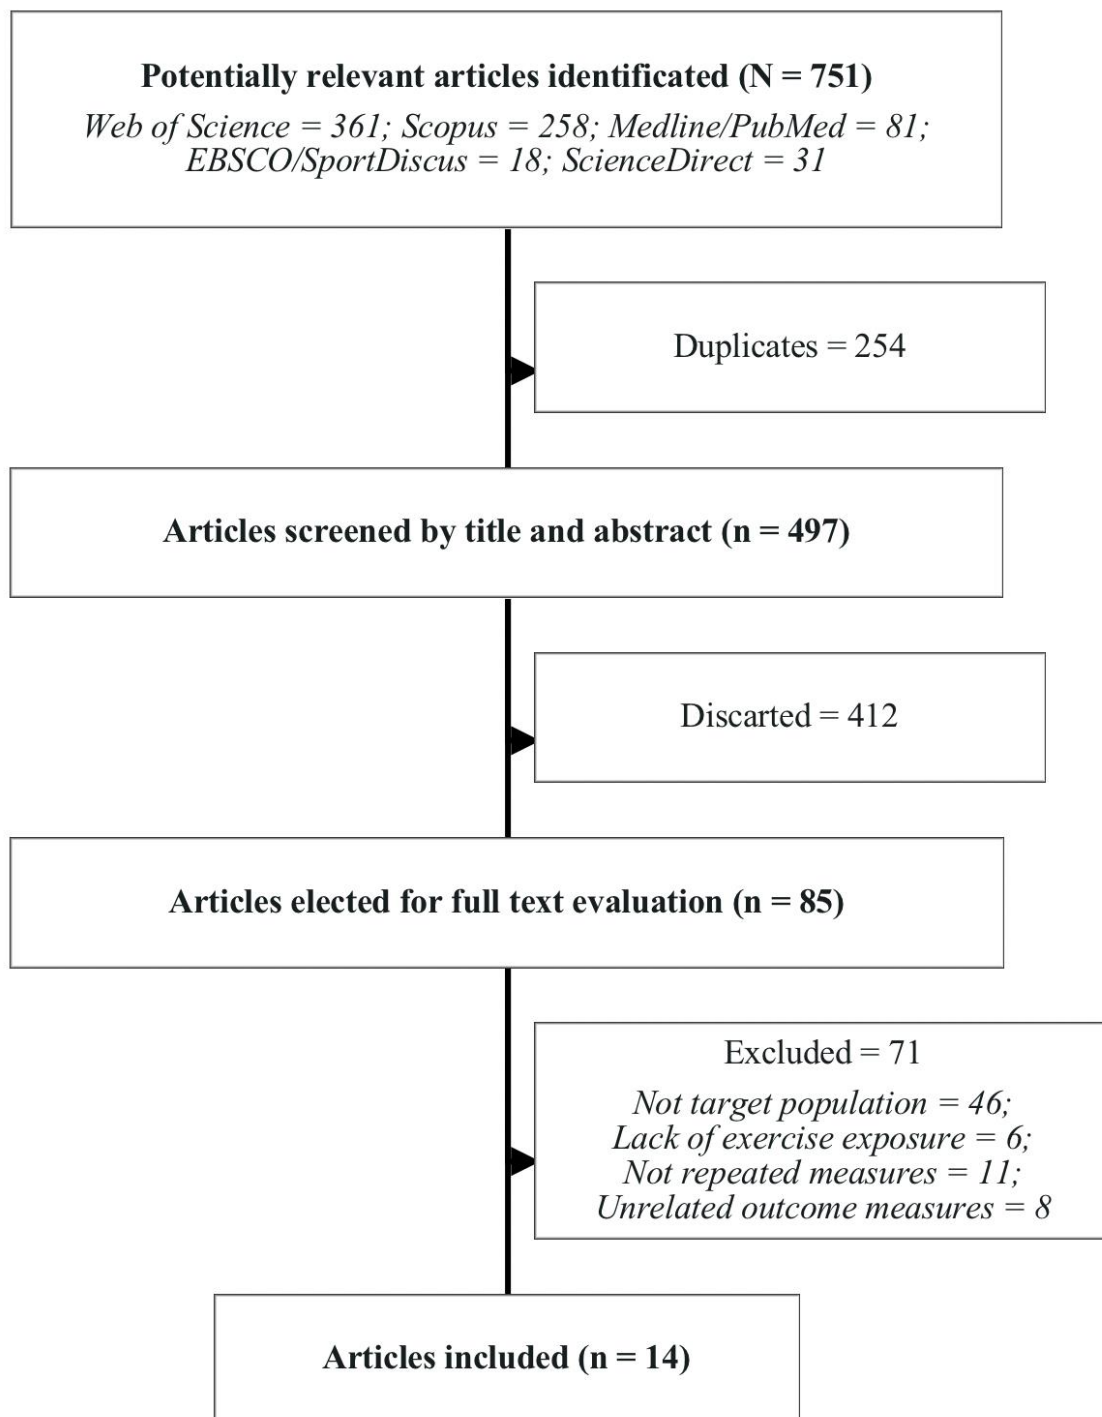 Potentially relevant articles identificated (N = 751)
Web of Science = 361; Scopus = 258; Medline/PubMed = 81;
EBSCO/SportDiscus = 18; ScienceDirect = 31
Duplicates = 254
Articles screened by title and abstract (n = 497)
Discarted = 412
Articles elected for full text evaluation (n = 85)
Excluded = 71
Not target population = 46;
Lack of exercise exposure = 6;
Not repeated measures = 11;
Unrelated outcome measures = 8
Articles included (n = 14)